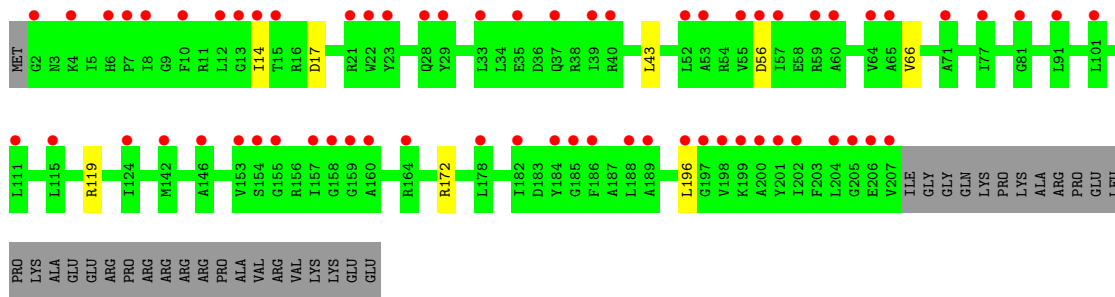 MET G2 N3 K4 I5 H6 P7 I8 G9 F10 R11 L12 G13 I14 T15 R16 D17 R21 W22 Y23 Q28 Y29 L33 L34 E35 D36 Q37 R38 I39 R40 L43 L52 A53 R54 V55 D56 I57 E58 R59 A60 V64 A65 V66 A71 I77 G81 L91 L101
L111 L115 R119 I124 M142 A146 V153 S154 G155 R156 I157 G158 G159 A160 R164 R172 L178 I182 D183 Y184 G185 F186 A187 L188 A189 L196 G197 V198 K199 A200 Y201 I202 F203 L204 G205 E206 V207 ILE GLY GLY GLN LYS PRO LYS ALA ARG PRO GLU LEU
PRO LYS ALA GLU GLU ARG PRO ARG ARG ARG ARG PRO ALA VAL ARG VAL LYS LYS GLU GLU